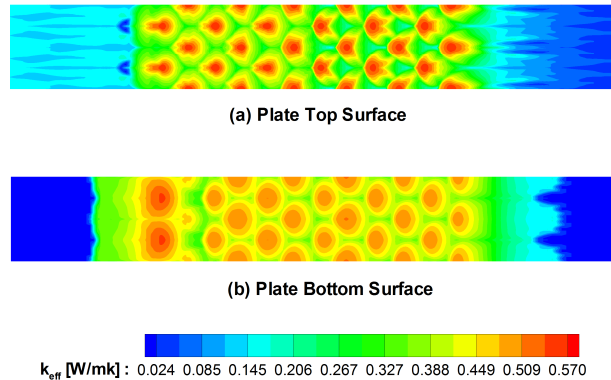 (a) Plate Top Surface
(b) Plate Bottom Surface
keff [W/mk] : 0.024 0.085 0.145 0.206 0.267 0.327 0.388 0.449 0.509 0.570